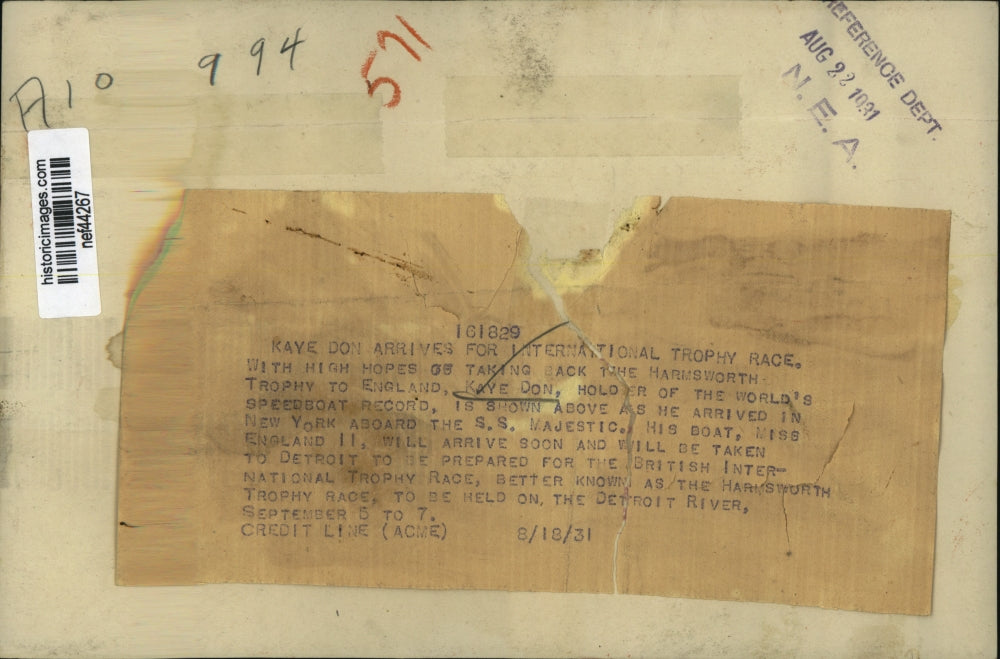 A10 994 571
REFERENCE DEPT.
AUG 22 1931
N. E. A.
historicimages.com
nef44267
161829
KAYE DON ARRIVES FOR INTERNATIONAL TROPHY RACE.
WITH HIGH HOPES OF TAKING BACK THE HARMSWORTH
TROPHY TO ENGLAND, KAYE DON, HOLDER OF THE WORLD'S
SPEEDBOAT RECORD, IS SHOWN ABOVE AS HE ARRIVED IN
NEW YORK ABOARD THE S.S. MAJESTIC. HIS BOAT, MISS
ENGLAND II, WILL ARRIVE SOON AND WILL BE TAKEN
TO DETROIT TO BE PREPARED FOR THE BRITISH INTER-
NATIONAL TROPHY RACE, BETTER KNOWN AS THE HARMSWORTH
TROPHY RACE, TO BE HELD ON THE DETROIT RIVER,
SEPTEMBER 5 TO 7.
CREDIT LINE (ACME) 8/18/31